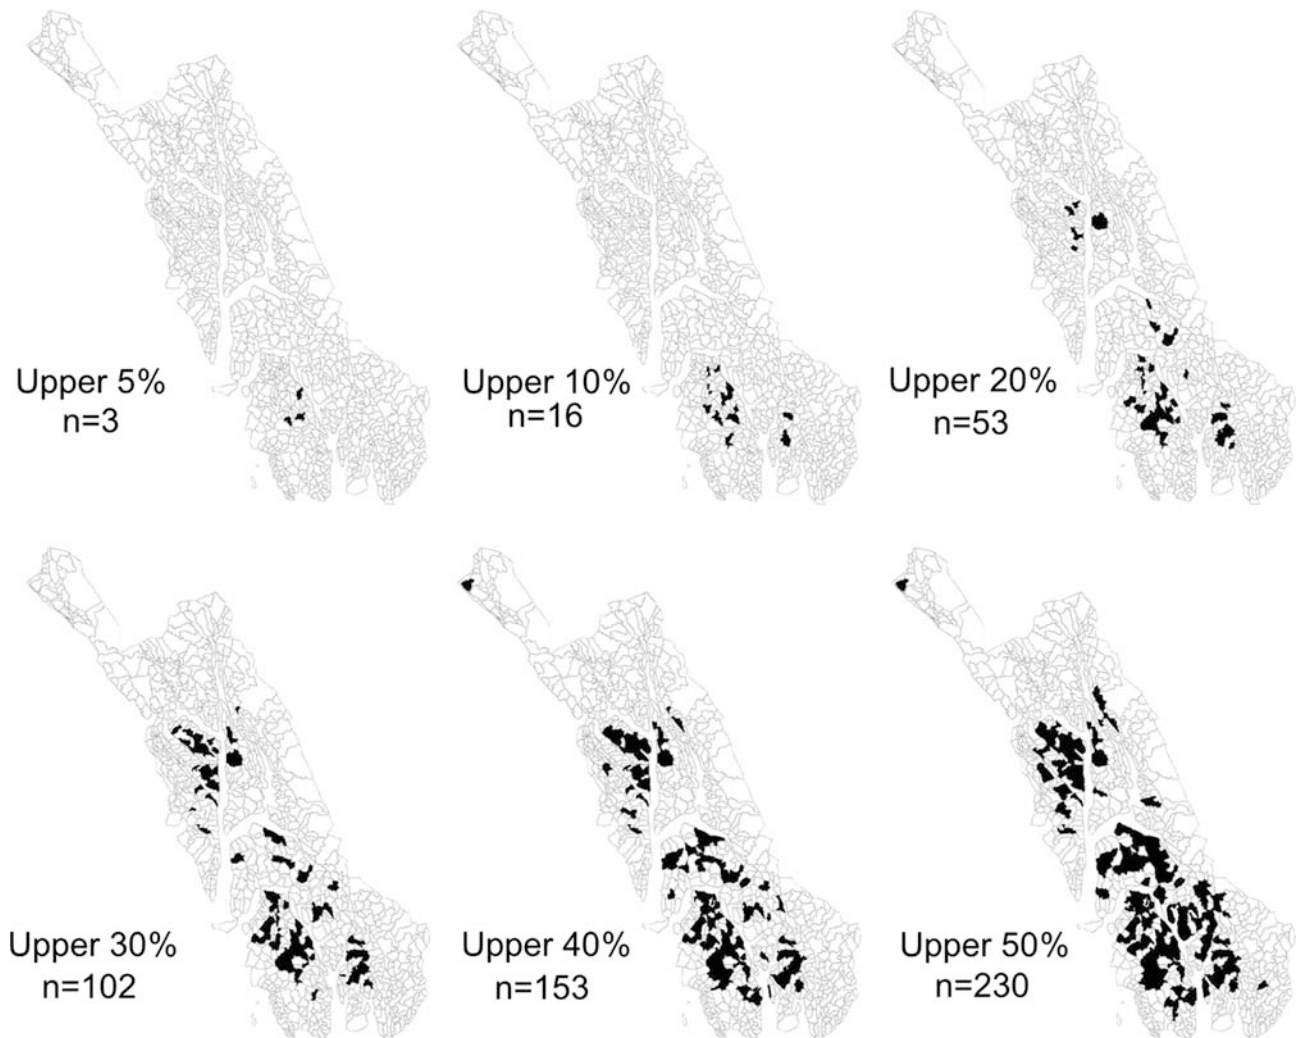 Upper 5%
n=3
Upper 10%
n=16
Upper 20%
n=53
Upper 30%
n=102
Upper 40%
n=153
Upper 50%
n=230